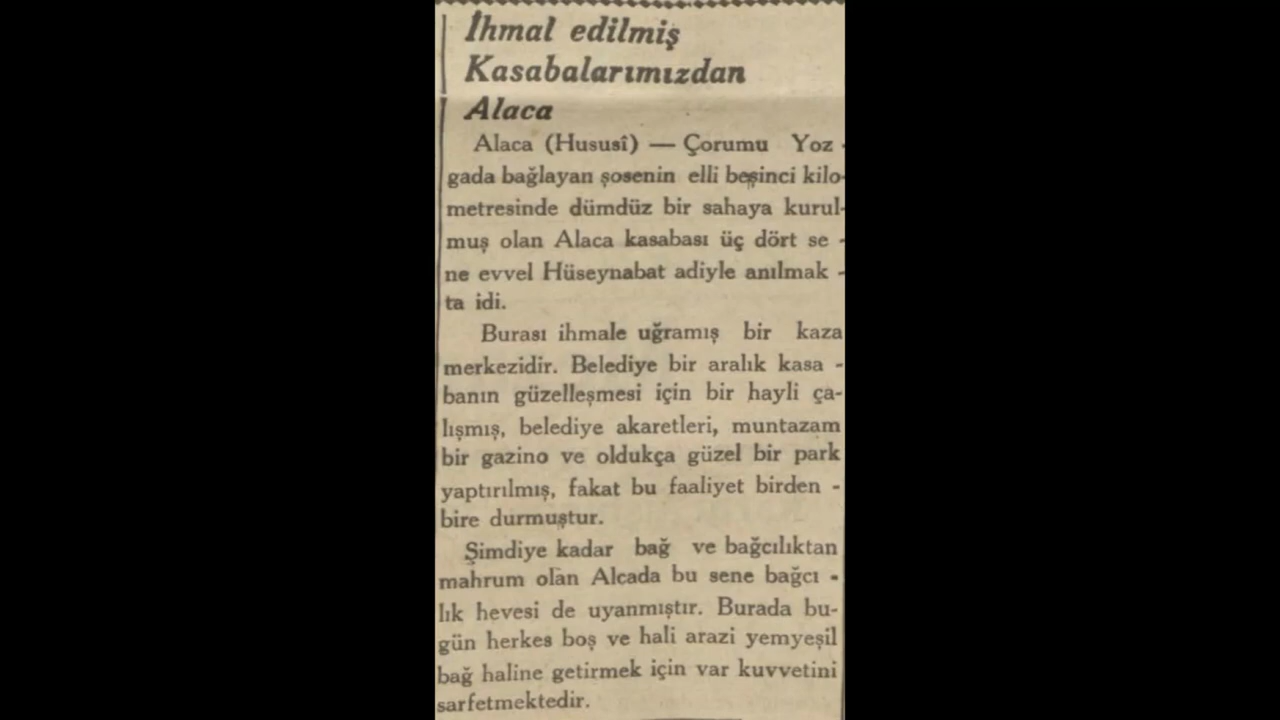 İhmal edilmiş
Kasabalarımızdan
Alaca
Alaca (Hususî) — Çorumu Yoz -
gada bağlayan şosenin elli beşinci kilo-
metresinde dümdüz bir sahaya kurul-
muş olan Alaca kasabası üç dört se -
ne evvel Hüseynabat adiyle anılmak -
ta idi.
Burası ihmale uğramış bir kaza
merkezidir. Belediye bir aralık kasa -
banın güzelleşmesi için bir hayli ça-
lışmış, belediye akaretleri, muntazam
bir gazino ve oldukça güzel bir park
yaptırılmış, fakat bu faaliyet birden -
bire durmuştur.
Şimdiye kadar bağ ve bağcılıktan
mahrum olan Alcada bu sene bağcı -
lık hevesi de uyanmıştır. Burada bu-
gün herkes boş ve hali arazi yemyeşil
bağ haline getirmek için var kuvvetini
sarfetmektedir.